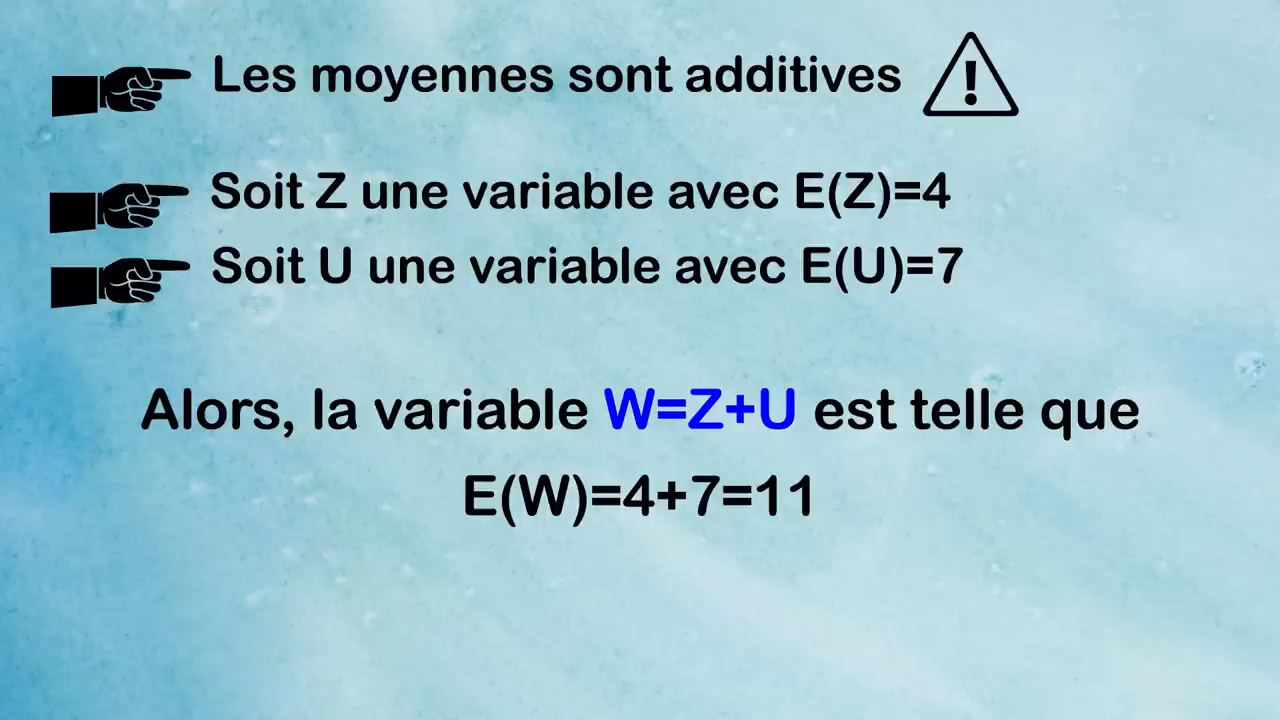 Les moyennes sont additives
Soit Z une variable avec E(Z)=4
Soit U une variable avec E(U)=7
Alors, la variable W=Z+U est telle que
E(W)=4+7=11